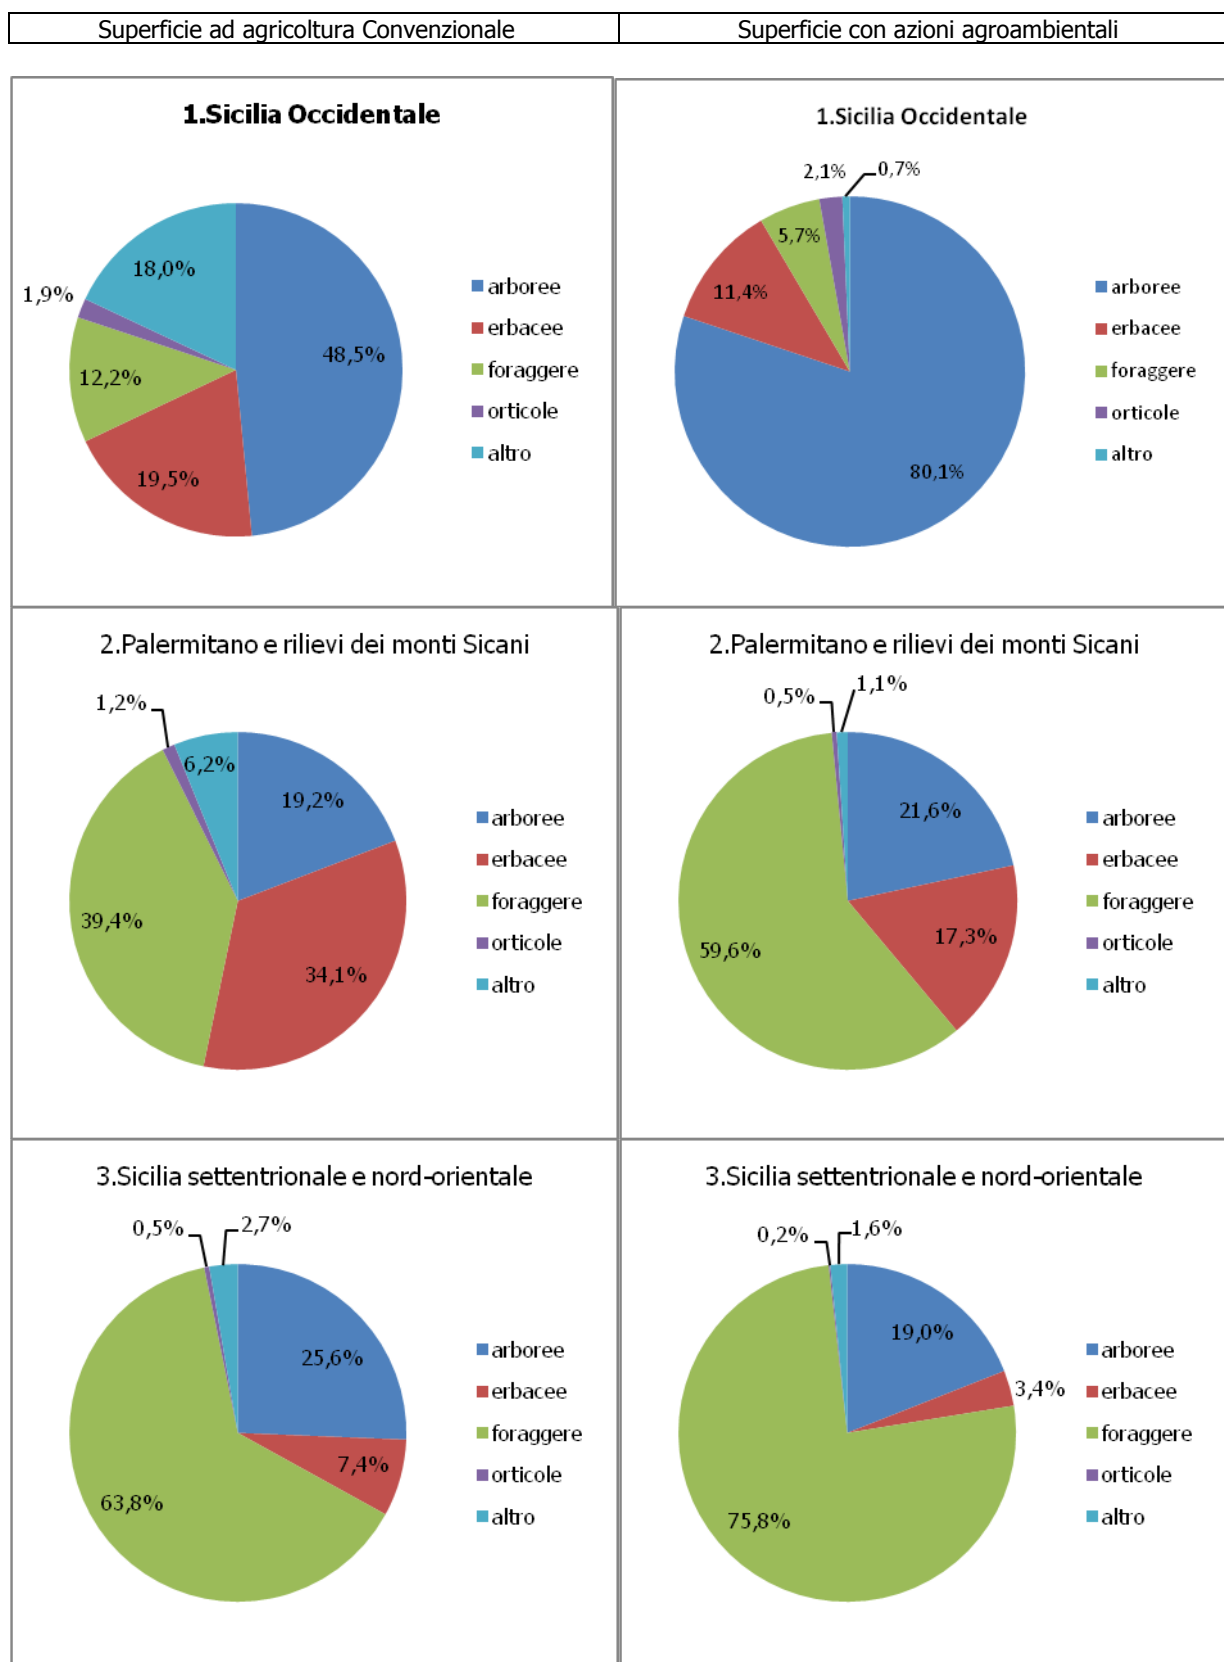 Superficie ad agricoltura Convenzionale
Superficie con azioni agroambientali
1.Sicilia Occidentale
18,0%
1,9%
48,5%
12,2%
19,5%
arboree
erbacee
foraggere
orticole
altro
1.Sicilia Occidentale
2,1%
0,7%
5,7%
11,4%
80,1%
arboree
erbacee
foraggere
orticole
altro
2.Palermitano e rilievi dei monti Sicani
1,2%
6,2%
19,2%
39,4%
34,1%
arboree
erbacee
foraggere
orticole
altro
2.Palermitano e rilievi dei monti Sicani
0,5%
1,1%
21,6%
17,3%
59,6%
arboree
erbacee
foraggere
orticole
altro
3.Sicilia settentrionale e nord-orientale
0,5%
2,7%
25,6%
7,4%
63,8%
arboree
erbacee
foraggere
orticole
altro
3.Sicilia settentrionale e nord-orientale
0,2%
1,6%
19,0%
3,4%
75,8%
arboree
erbacee
foraggere
orticole
altro